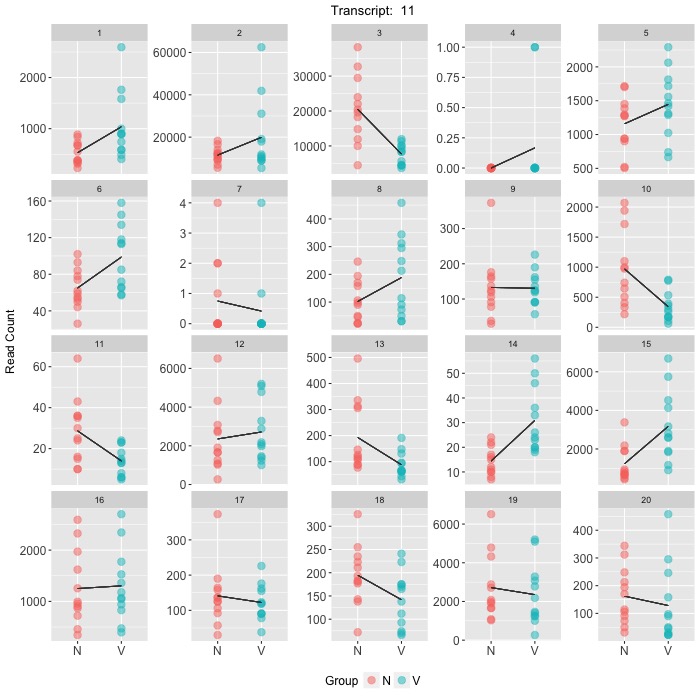 Transcript: 11
1 2 3 4 5
2000 1000
60000 40000 20000
30000 20000 10000
1.00 0.75 0.50 0.25 0.00
2000 1500 1000 500
6 7 8 9 10
160 120 80 40
4 3 2 1 0
400 300 200 100
300 200 100
2000 1500 1000 500 0
Read Count
11 12 13 14 15
60 40 20
6000 4000 2000 0
500 400 300 200 100
50 40 30 20 10
6000 4000 2000
16 17 18 19 20
2000 1000
300 200 100
300 250 200 150 100
6000 4000 2000 0
400 300 200 100
N V N V N V N V N V
Group N V